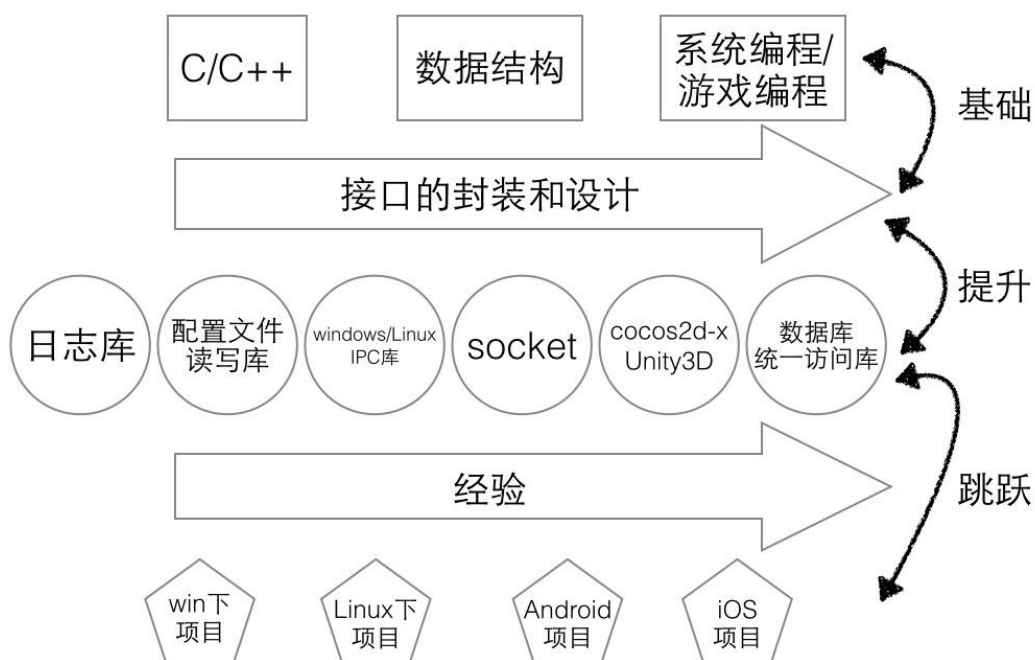 C/C++
数据结构
系统编程/
游戏编程
基础
接口的封装和设计
提升
日志库
配置文件
读写库
windows/Linux
IPC库
socket
cocos2d-x
Unity3D
数据库
统一访问库
经验
跳跃
win下
项目
Linux下
项目
Android
项目
iOS
项目